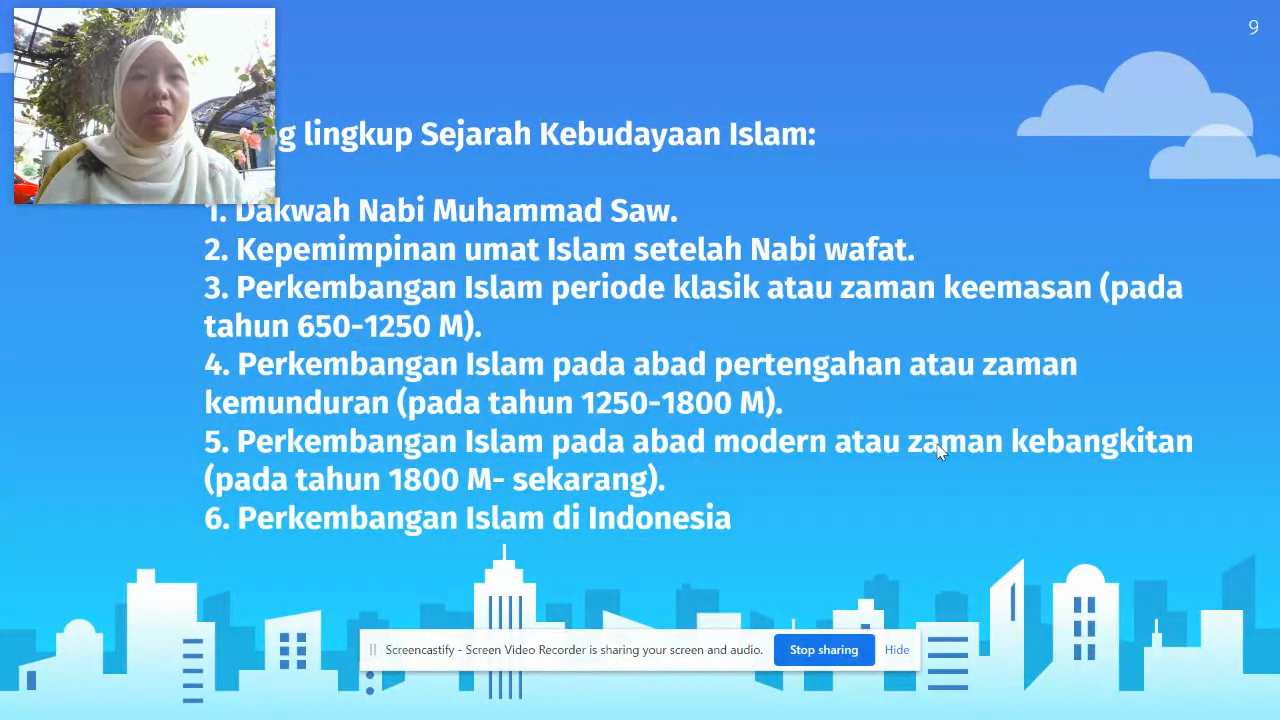 9
g lingkup Sejarah Kebudayaan Islam:
1. Dakwah Nabi Muhammad Saw.
2. Kepemimpinan umat Islam setelah Nabi wafat.
3. Perkembangan Islam periode klasik atau zaman keemasan (pada
tahun 650-1250 M).
4. Perkembangan Islam pada abad pertengahan atau zaman
kemunduran (pada tahun 1250-1800 M).
5. Perkembangan Islam pada abad modern atau zaman kebangkitan
(pada tahun 1800 M- sekarang).
6. Perkembangan Islam di Indonesia
Screencastify - Screen Video Recorder is sharing your screen and audio. Stop sharing Hide